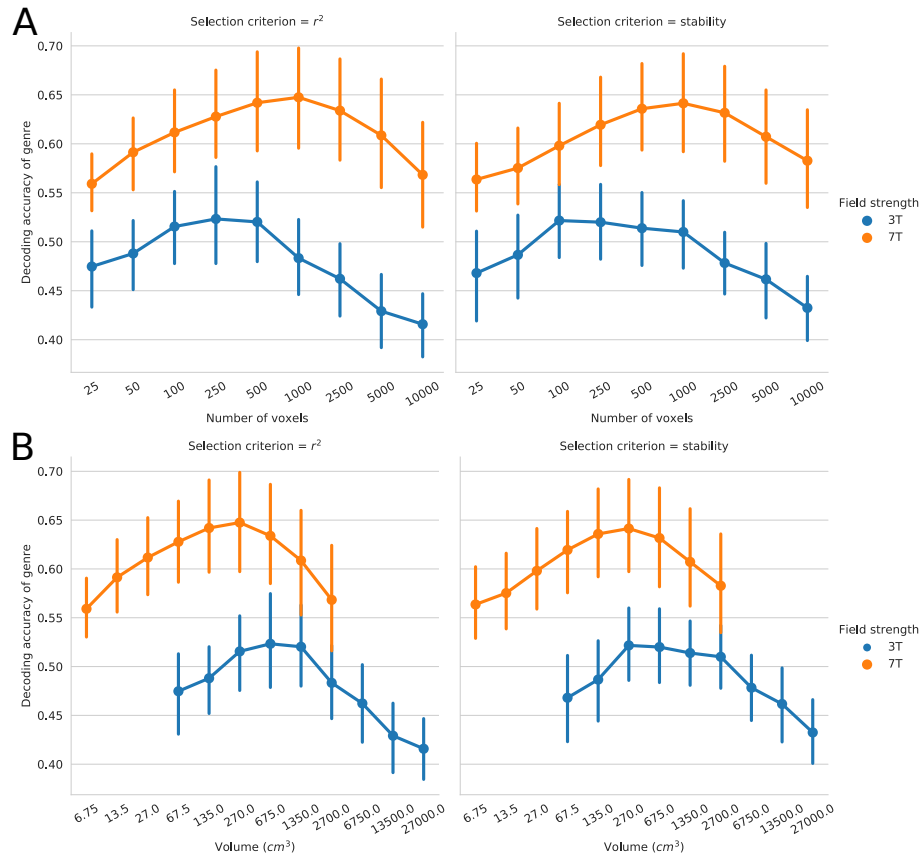 A
Selection criterion = r²
Selection criterion = stability
Decoding accuracy of genre
0.70
0.65
0.60
0.55
0.50
0.45
0.40
Field strength
3T
7T
25 50 100 250 500 1000 2500 5000 10000
25 50 100 250 500 1000 2500 5000 10000
Number of voxels
Number of voxels
B
Selection criterion = r²
Selection criterion = stability
Decoding accuracy of genre
0.70
0.65
0.60
0.55
0.50
0.45
0.40
Field strength
3T
7T
6.75 13.5 27.0 67.5 135.0 270.0 675.0 1350.0 2700.0 6750.0 13500.0 27000.0
6.75 13.5 27.0 67.5 135.0 270.0 675.0 1350.0 2700.0 6750.0 13500.0 27000.0
Volume (cm³)
Volume (cm³)